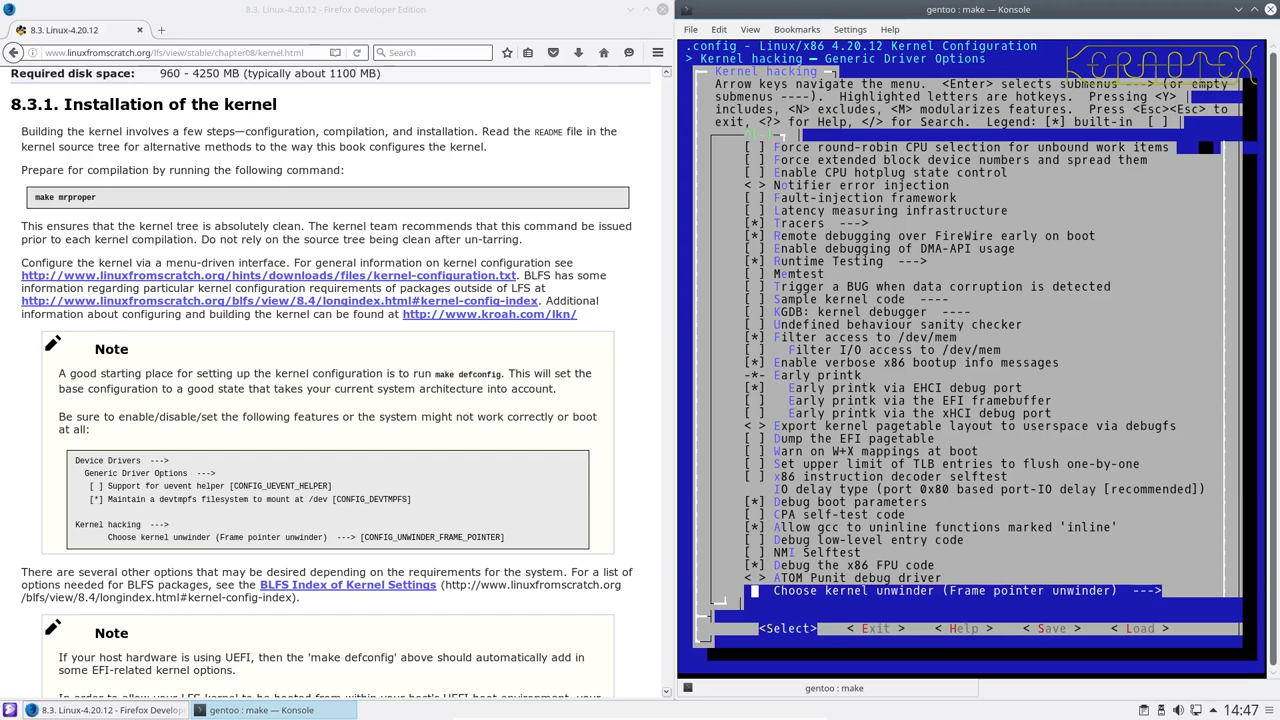 8.3. Linux-4.20.12 - Firefox Developer Edition
8.3. Linux-4.20.12
www.linuxfromscratch.org/lfs/view/stable/chapter08/kernel.html
Search
Required disk space: 960 - 4250 MB (typically about 1100 MB)
8.3.1. Installation of the kernel
Building the kernel involves a few steps—configuration, compilation, and installation. Read the README file in the
kernel source tree for alternative methods to the way this book configures the kernel.
Prepare for compilation by running the following command:
make mrproper
This ensures that the kernel tree is absolutely clean. The kernel team recommends that this command be issued
prior to each kernel compilation. Do not rely on the source tree being clean after un-tarring.
Configure the kernel via a menu-driven interface. For general information on kernel configuration see
http://www.linuxfromscratch.org/hints/downloads/files/kernel-configuration.txt. BLFS has some
information regarding particular kernel configuration requirements of packages outside of LFS at
http://www.linuxfromscratch.org/blfs/view/8.4/longindex.html#kernel-config-index. Additional
information about configuring and building the kernel can be found at http://www.kroah.com/lkn/
Note
A good starting place for setting up the kernel configuration is to run make defconfig. This will set the
base configuration to a good state that takes your current system architecture into account.
Be sure to enable/disable/set the following features or the system might not work correctly or boot
at all:
Device Drivers --->
Generic Driver Options --->
[ ] Support for uevent helper [CONFIG_UEVENT_HELPER]
[*] Maintain a devtmpfs filesystem to mount at /dev [CONFIG_DEVTMPFS]
Kernel hacking --->
Choose kernel unwinder (Frame pointer unwinder) ---> [CONFIG_UNWINDER_FRAME_POINTER]
There are several other options that may be desired depending on the requirements for the system. For a list of
options needed for BLFS packages, see the BLFS Index of Kernel Settings (http://www.linuxfromscratch.org
/blfs/view/8.4/longindex.html#kernel-config-index).
Note
If your host hardware is using UEFI, then the 'make defconfig' above should automatically add in
some EFI-related kernel options.
In order to allow your LFS kernel to be booted from within your host's UEFI boot environment, your
gentoo : make — Konsole
File Edit View Bookmarks Settings Help
.config - Linux/x86 4.20.12 Kernel Configuration
> Kernel hacking — Generic Driver Options
KERNOTEX
Kernel hacking
Arrow keys navigate the menu. <Enter> selects submenus ---> (or empty
submenus ----). Highlighted letters are hotkeys. Pressing <Y>
includes, <N> excludes, <M> modularizes features. Press <Esc><Esc> to
exit, <?> for Help, </> for Search. Legend: [*] built-in [ ]
[ ] Force round-robin CPU selection for unbound work items
[ ] Force extended block device numbers and spread them
[ ] Enable CPU hotplug state control
< > Notifier error injection
[ ] Fault-injection framework
[ ] Latency measuring infrastructure
[*] Tracers --->
[*] Remote debugging over FireWire early on boot
[ ] Enable debugging of DMA-API usage
[*] Runtime Testing --->
[ ] Memtest
[ ] Trigger a BUG when data corruption is detected
[ ] Sample kernel code ----
[ ] KGDB: kernel debugger ----
[ ] Undefined behaviour sanity checker
[*] Filter access to /dev/mem
[ ] Filter I/O access to /dev/mem
[*] Enable verbose x86 bootup info messages
-*- Early printk
[*] Early printk via EHCI debug port
[ ] Early printk via the EFI framebuffer
[ ] Early printk via the xHCI debug port
< > Export kernel pagetable layout to userspace via debugfs
[ ] Dump the EFI pagetable
[ ] Warn on W+X mappings at boot
[ ] Set upper limit of TLB entries to flush one-by-one
[ ] x86 instruction decoder selftest
IO delay type (port 0x80 based port-IO delay [recommended])
[*] Debug boot parameters
[ ] CPA self-test code
[*] Allow gcc to uninline functions marked 'inline'
[ ] Debug low-level entry code
[ ] NMI Selftest
[*] Debug the x86 FPU code
< > ATOM Punit debug driver
Choose kernel unwinder (Frame pointer unwinder) --->
<Select> < Exit > < Help > < Save > < Load >
gentoo : make
8.3. Linux-4.20.12 - Firefox Develop
gentoo : make — Konsole
14:47